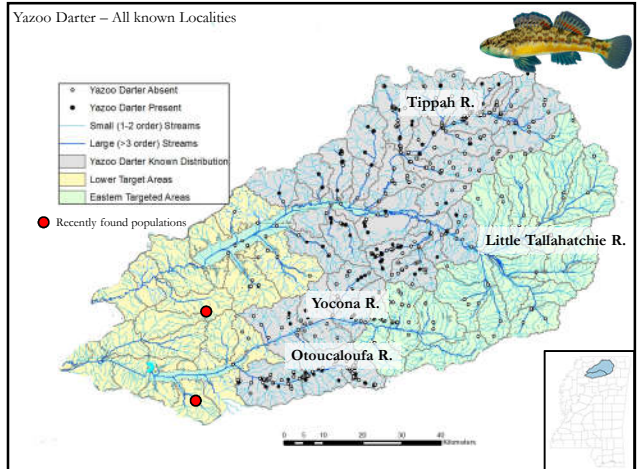 Yazoo Darter – All known Localities
Yazoo Darter Absent
Yazoo Darter Present
Small (1-2 order) Streams
Large (>3 order) Streams
Yazoo Darter Known Distribution
Lower Target Areas
Eastern Targeted Areas
Recently found populations
Tippah R.
Little Tallahatchie R.
Yocona R.
Otoucaloufa R.
0 5 10 20 30 40
Kilometers